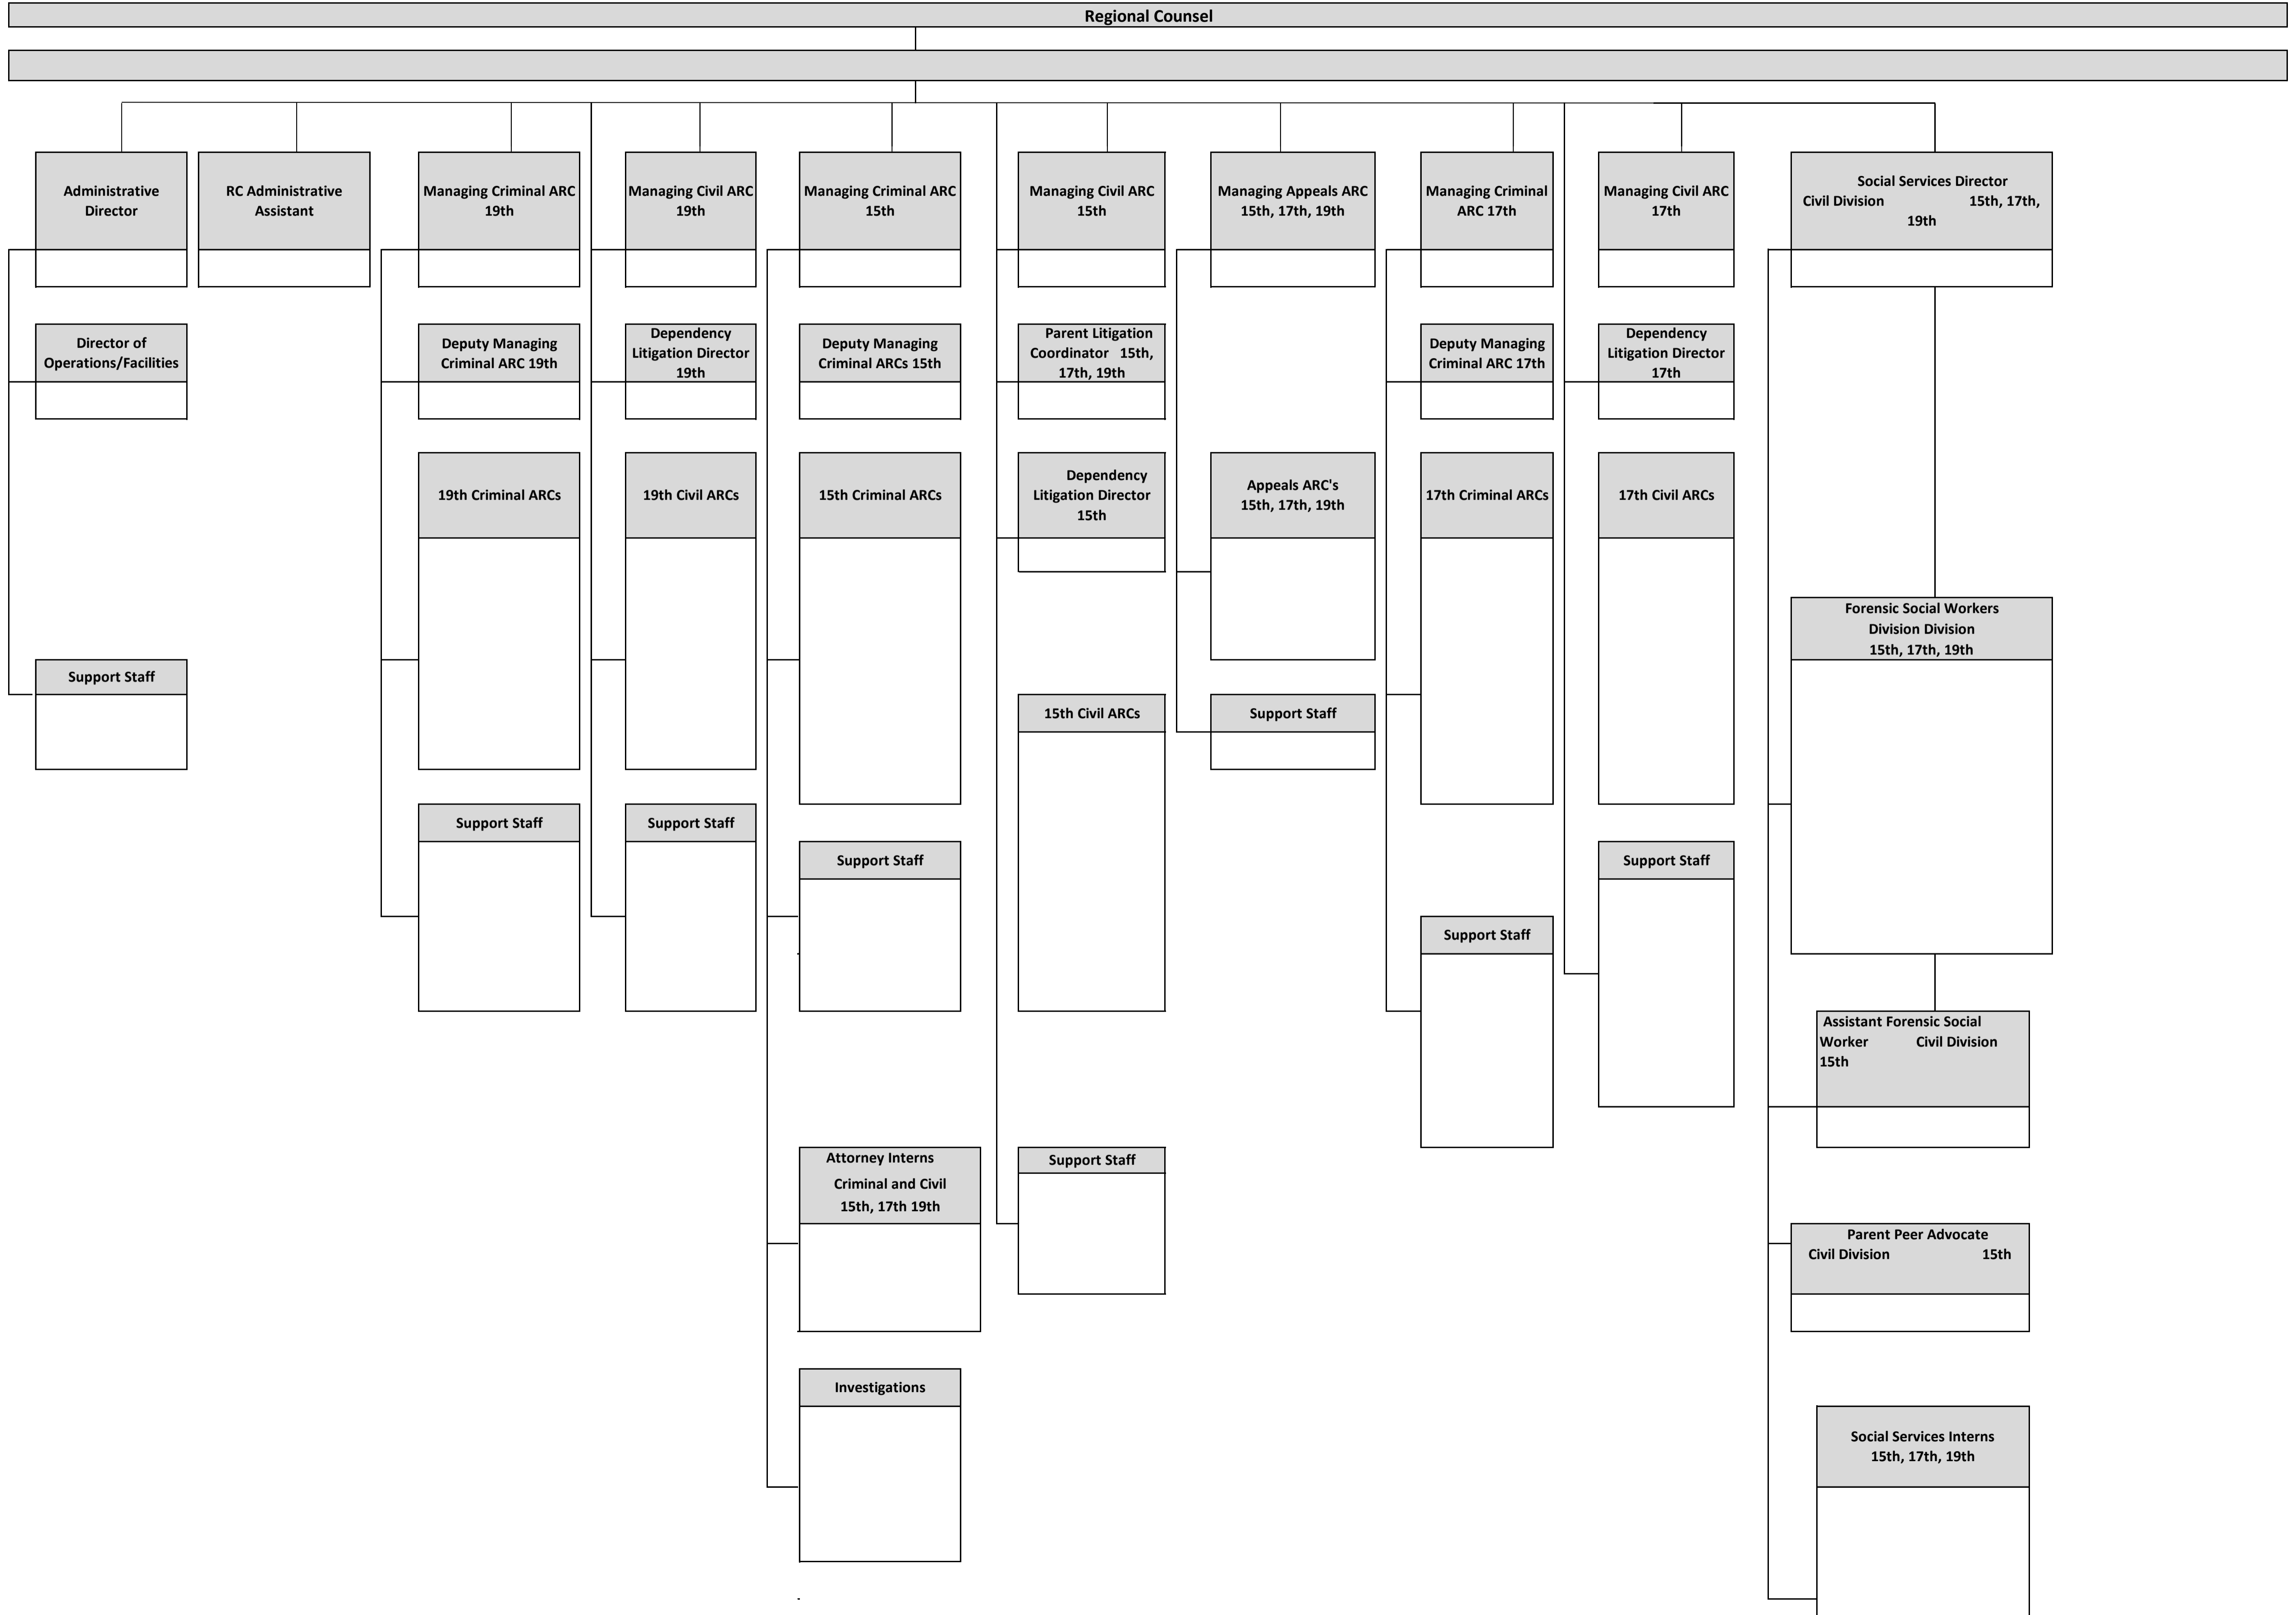 Regional Counsel
Administrative
Director
RC Administrative
Assistant
Managing Criminal ARC
19th
Managing Civil ARC
19th
Managing Criminal ARC
15th
Managing Civil ARC
15th
Managing Appeals ARC
15th, 17th, 19th
Managing Criminal
ARC 17th
Managing Civil ARC
17th
Social Services Director
Civil Division 15th, 17th,
19th
Director of
Operations/Facilities
Deputy Managing
Criminal ARC 19th
Dependency
Litigation Director
19th
Deputy Managing
Criminal ARCs 15th
Parent Litigation
Coordinator 15th,
17th, 19th
Deputy Managing
Criminal ARC 17th
Dependency
Litigation Director
17th
19th Criminal ARCs
19th Civil ARCs
15th Criminal ARCs
Dependency
Litigation Director
15th
Appeals ARC's
15th, 17th, 19th
17th Criminal ARCs
17th Civil ARCs
Forensic Social Workers
Division Division
15th, 17th, 19th
Support Staff
15th Civil ARCs
Support Staff
Support Staff
Support Staff
Support Staff
Support Staff
Support Staff
Assistant Forensic Social
Worker Civil Division
15th
Attorney Interns
Criminal and Civil
15th, 17th 19th
Support Staff
Parent Peer Advocate
Civil Division 15th
Investigations
Social Services Interns
15th, 17th, 19th